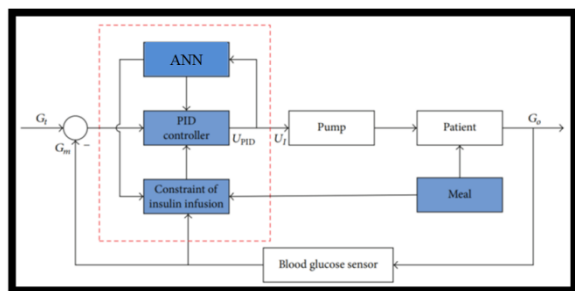 ANN
G_t
PID
controller
Pump
Patient
G_o
G_m
−
U_PID
U_I
Constraint of
insulin infusion
Meal
Blood glucose sensor